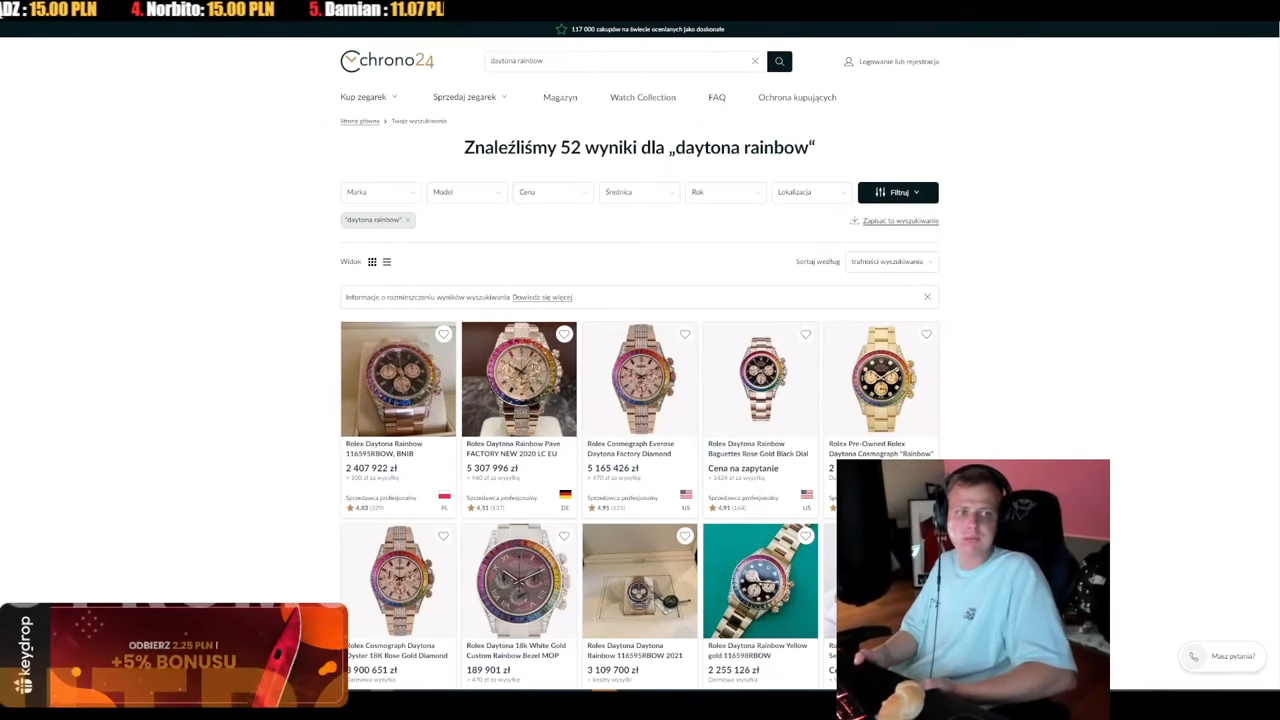 ĄDZ : 15.00 PLN 4. Norbito: 15.00 PLN 5. Damian : 11.07 PL
117 000 zakupów na świecie ocenianych jako doskonałe
chrono24
daytona rainbow
Logowanie lub rejestracja
Kup zegarek Sprzedaj zegarek Magazyn Watch Collection FAQ Ochrona kupujących
Strona główna > Twoje wyszukiwania
Znaleźliśmy 52 wyniki dla „daytona rainbow“
Marka Model Cena Średnica Rok Lokalizacja Filtruj
"daytona rainbow" Zapisać to wyszukiwanie
Widok Sortuj według trafności wyszukiwania
Informacje o rozmieszczeniu wyników wyszukiwania Dowiedz się więcej
Rolex Daytona Rainbow
116595RBOW, BNIB
2 407 922 zł
+ 100 zł za wysyłkę
Sprzedawca profesjonalny
4,83 (329) PL
Rolex Daytona Rainbow Pave
FACTORY NEW 2020 LC EU
5 307 996 zł
+ 960 zł za wysyłkę
Sprzedawca profesjonalny
4,51 (137) DE
Rolex Cosmograph Everose
Daytona Factory Diamond
5 165 426 zł
+ 470 zł za wysyłkę
Sprzedawca profesjonalny
4,91 (125) US
Rolex Daytona Rainbow
Baguettes Rose Gold Black Dial
Cena na zapytanie
+ 1424 zł za wysyłkę
Sprzedawca profesjonalny
4,91 (164) US
Rolex Pre-Owned Rolex
Daytona Cosmograph "Rainbow"
2
Rolex Cosmograph Daytona
Oyster 18K Rose Gold Diamond
900 651 zł
Darmowa wysyłka
Rolex Daytona 18k White Gold
Custom Rainbow Bezel MOP
189 901 zł
+ 470 zł za wysyłkę
Rolex Daytona Daytona
Rainbow 116595RBOW 2021
3 109 700 zł
+ koszty wysyłki
Rolex Daytona Rainbow Yellow
gold 116598RBOW
2 255 126 zł
Darmowa wysyłka
keydrop
ODBIERZ 2.25 PLN I
+5% BONUSU
Masz pytania?